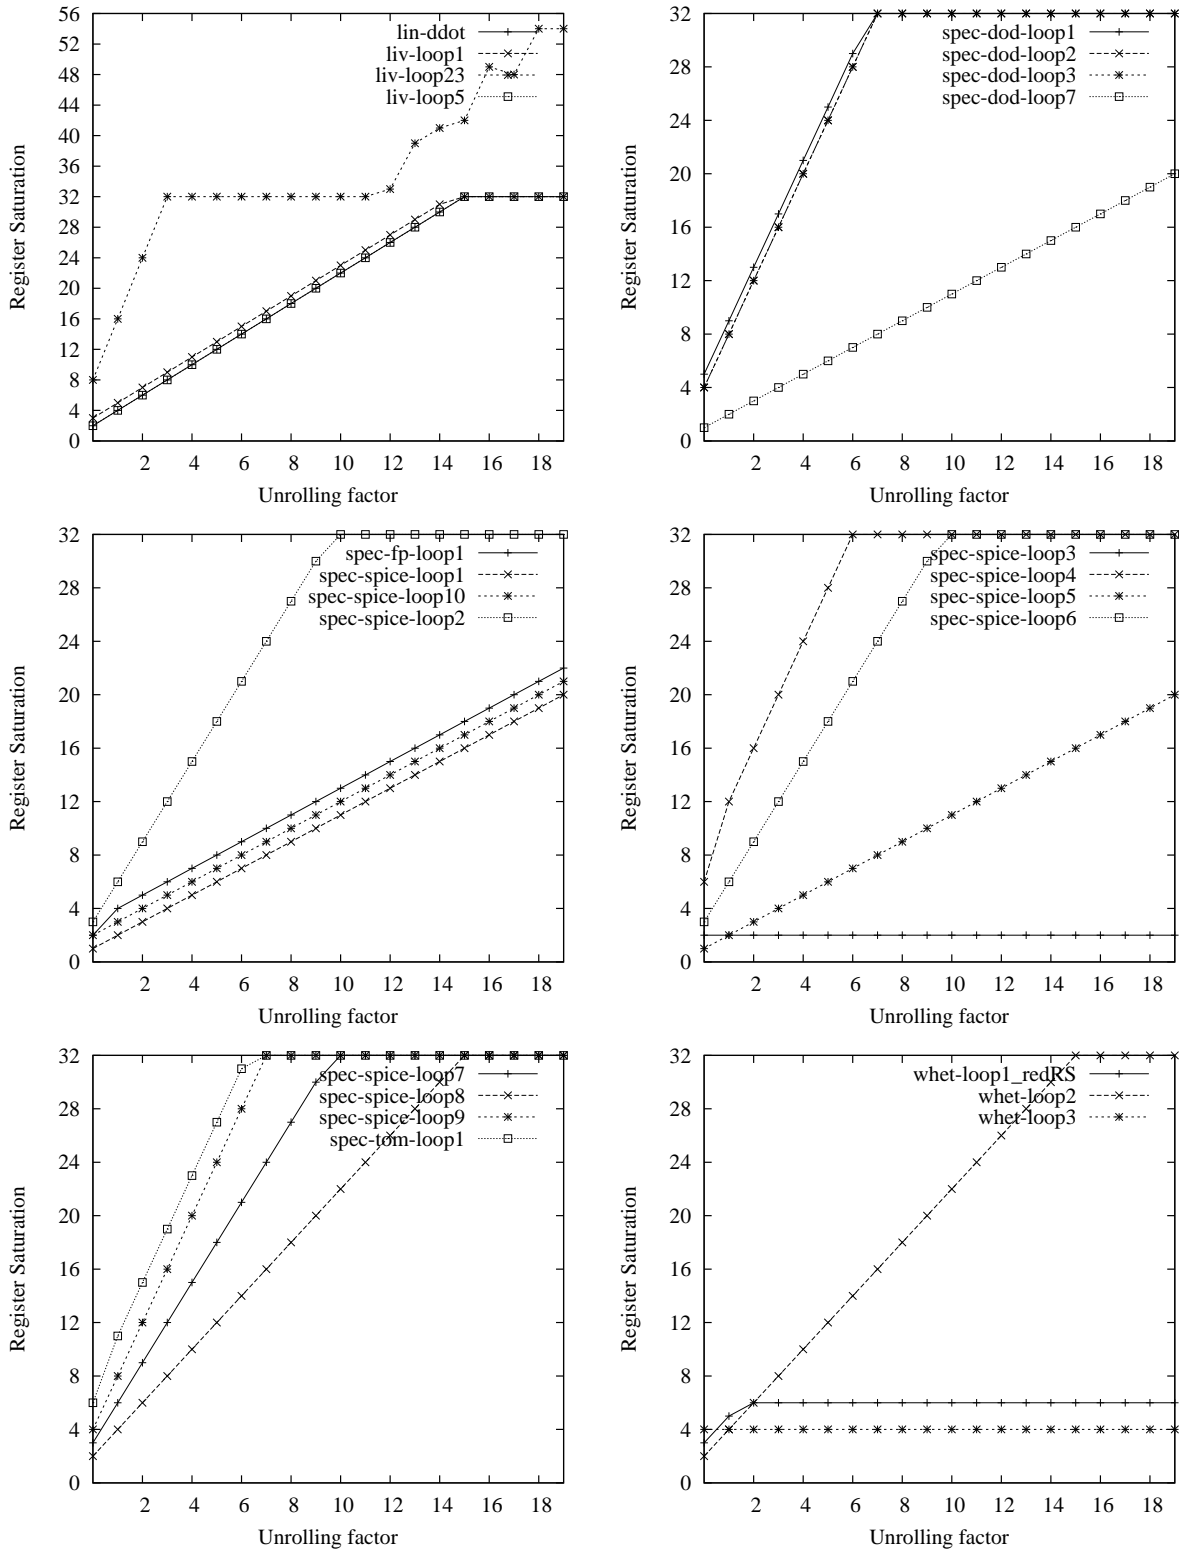 Register Saturation
56
52
48
44
40
36
32
28
24
20
16
12
8
4
0
lin-ddot
liv-loop1
liv-loop23
liv-loop5
2 4 6 8 10 12 14 16 18
Unrolling factor
Register Saturation
32
28
24
20
16
12
8
4
0
spec-dod-loop1
spec-dod-loop2
spec-dod-loop3
spec-dod-loop7
2 4 6 8 10 12 14 16 18
Unrolling factor
Register Saturation
32
28
24
20
16
12
8
4
0
spec-fp-loop1
spec-spice-loop1
spec-spice-loop10
spec-spice-loop2
2 4 6 8 10 12 14 16 18
Unrolling factor
Register Saturation
32
28
24
20
16
12
8
4
0
spec-spice-loop3
spec-spice-loop4
spec-spice-loop5
spec-spice-loop6
2 4 6 8 10 12 14 16 18
Unrolling factor
Register Saturation
32
28
24
20
16
12
8
4
0
spec-spice-loop7
spec-spice-loop8
spec-spice-loop9
spec-tom-loop1
2 4 6 8 10 12 14 16 18
Unrolling factor
Register Saturation
32
28
24
20
16
12
8
4
0
whet-loop1_redRS
whet-loop2
whet-loop3
2 4 6 8 10 12 14 16 18
Unrolling factor